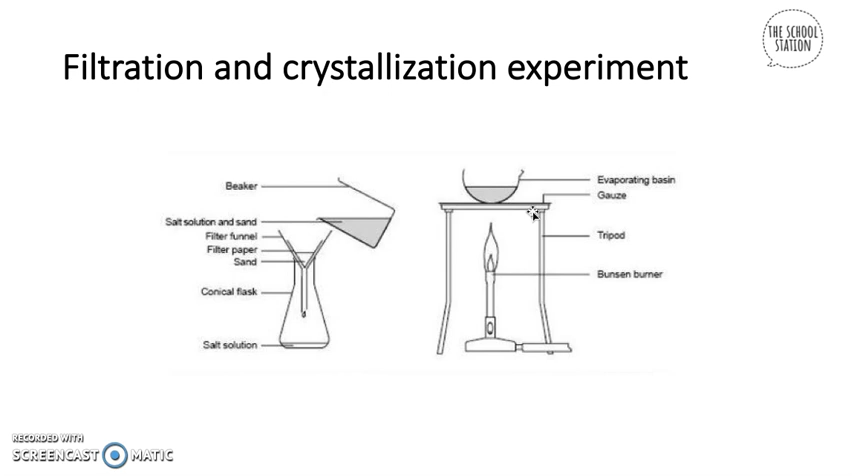 THE SCHOOL
STATION
Filtration and crystallization experiment
Beaker
Salt solution and sand
Filter funnel
Filter paper
Sand
Conical flask
Salt solution
Evaporating basin
Gauze
Tripod
Bunsen burner
RECORDED WITH
SCREENCAST MATIC